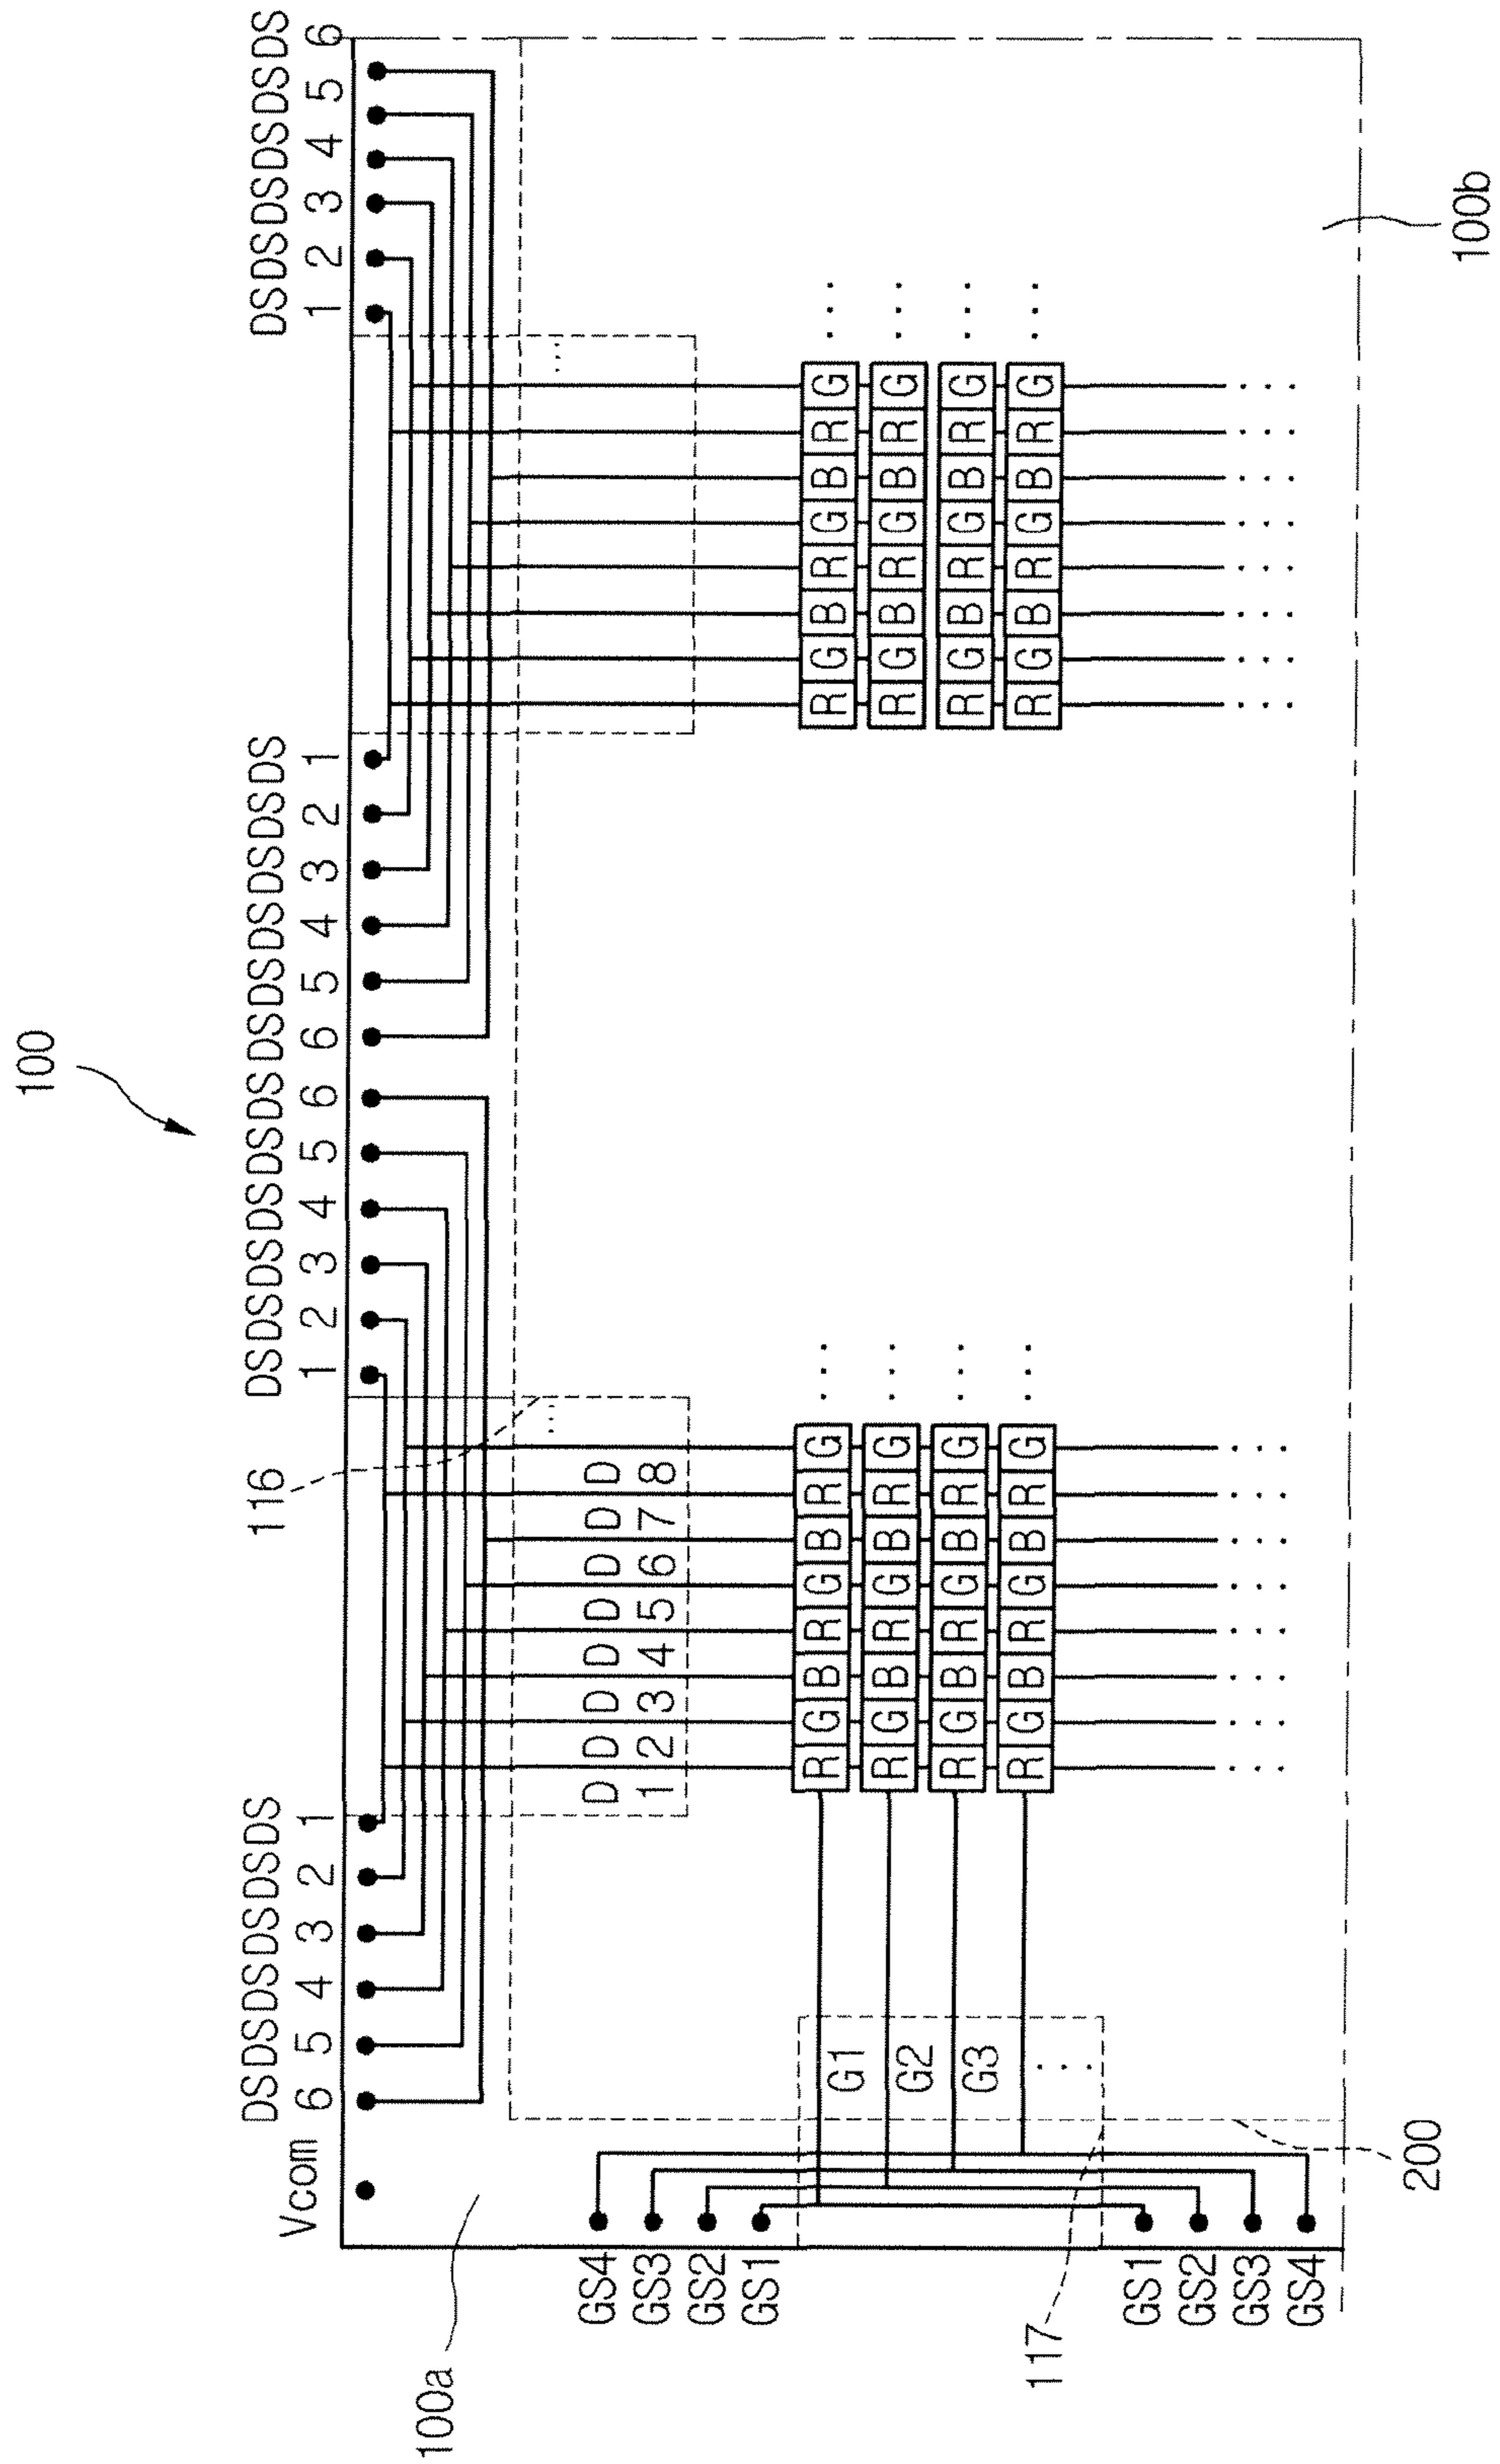 100
DSDSDSDSDSDS DSDSDSDSDSDSDSDSDSDSDSDS DSDSDSDSDSDS
Vcom 6 5 4 3 2 1 116 1 2 3 4 5 6 6 5 4 3 2 1 1 2 3 4 5 6
100a
D D D D D D D D ...
1 2 3 4 5 6 7 8
...
GS4
GS3
GS2
GS1
G1 R G B R G B R G ... R G B R G B R G ...
G2 R G B R G B R G ... R G B R G B R G ...
G3 R G B R G B R G ... R G B R G B R G ...
... R G B R G B R G ... R G B R G B R G ...
117
GS1
GS2
GS3
GS4
200
100b